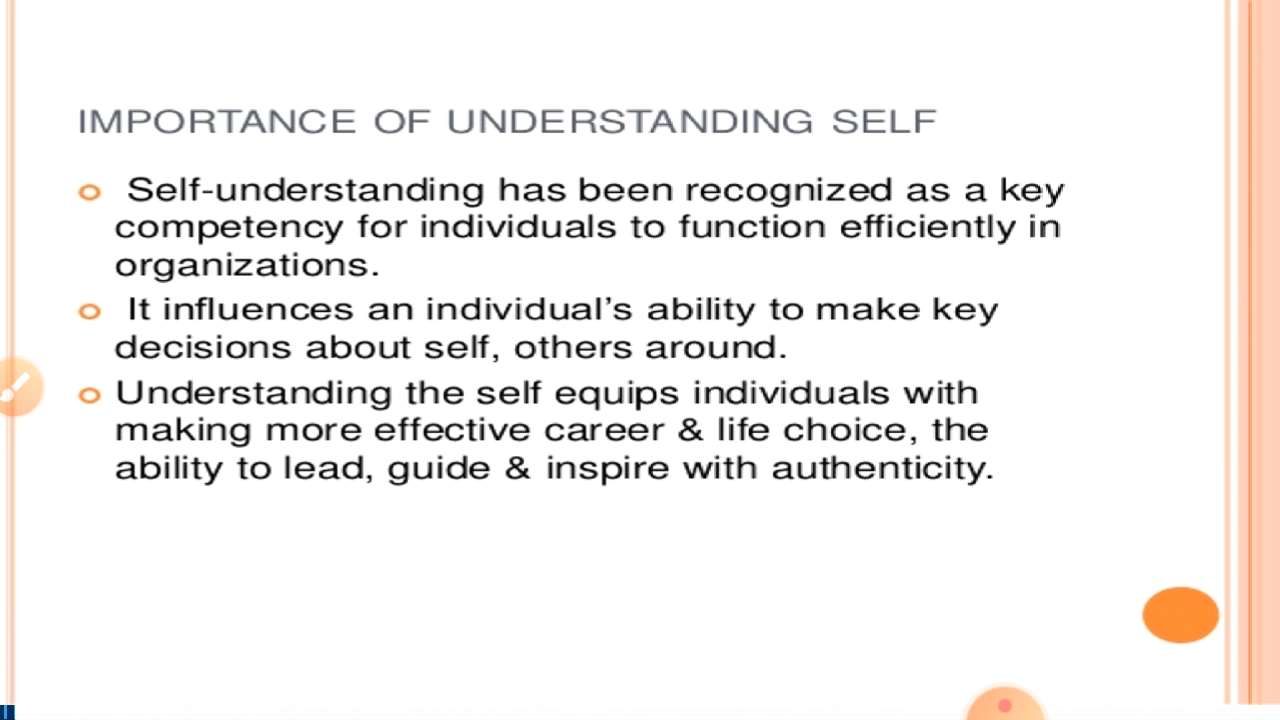 IMPORTANCE OF UNDERSTANDING SELF
Self-understanding has been recognized as a key
competency for individuals to function efficiently in
organizations.
It influences an individual’s ability to make key
decisions about self, others around.
Understanding the self equips individuals with
making more effective career & life choice, the
ability to lead, guide & inspire with authenticity.